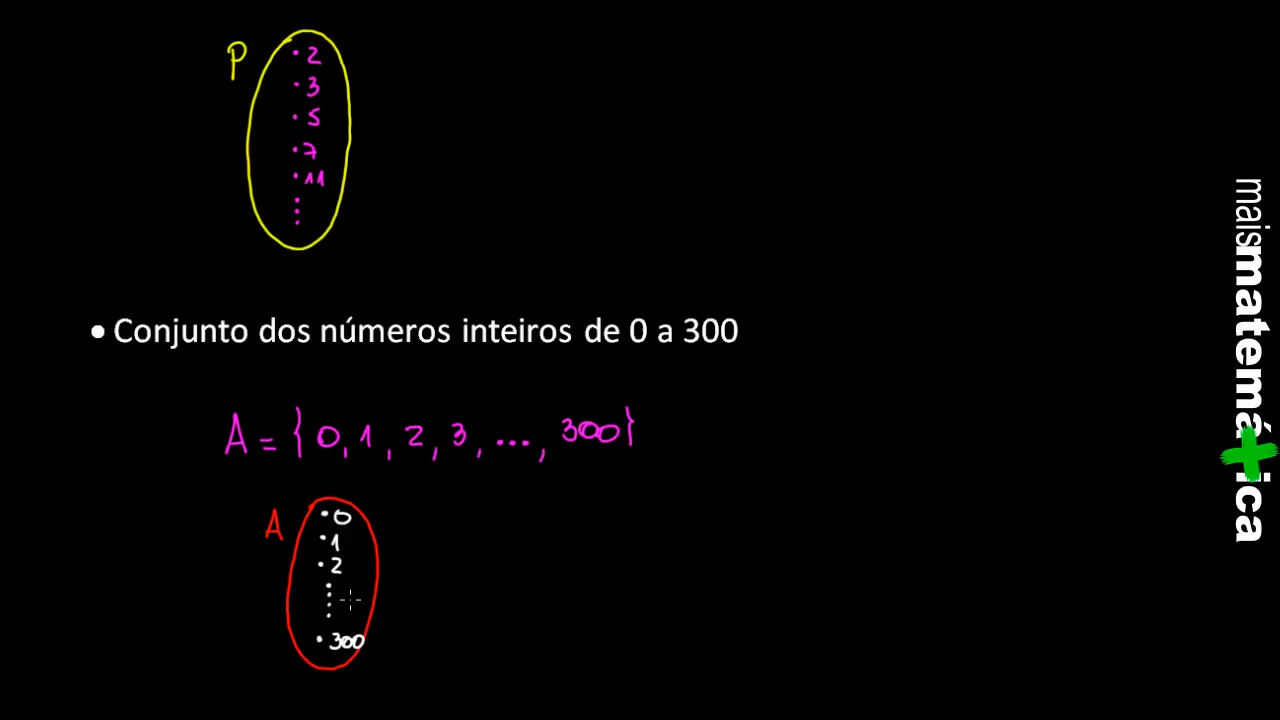 P
• 2
• 3
• 5
• 7
• 11
⋮
• Conjunto dos números inteiros de 0 a 300
A = { 0, 1, 2, 3, ..., 300}
A
• 0
• 1
• 2
⋮
• 300
maismatemática